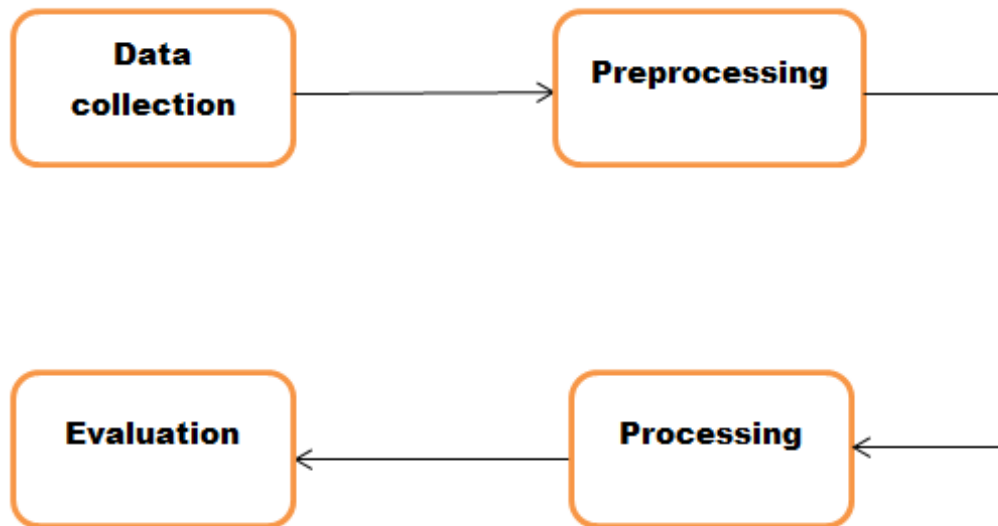 Data
collection
Preprocessing
Evaluation
Processing